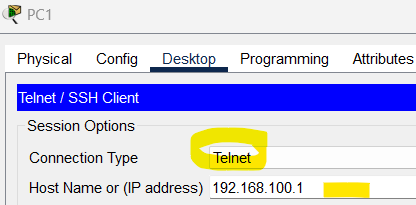 PC1
Physical Config Desktop Programming Attributes
Telnet / SSH Client
Session Options
Connection Type Telnet
Host Name or (IP address) 192.168.100.1